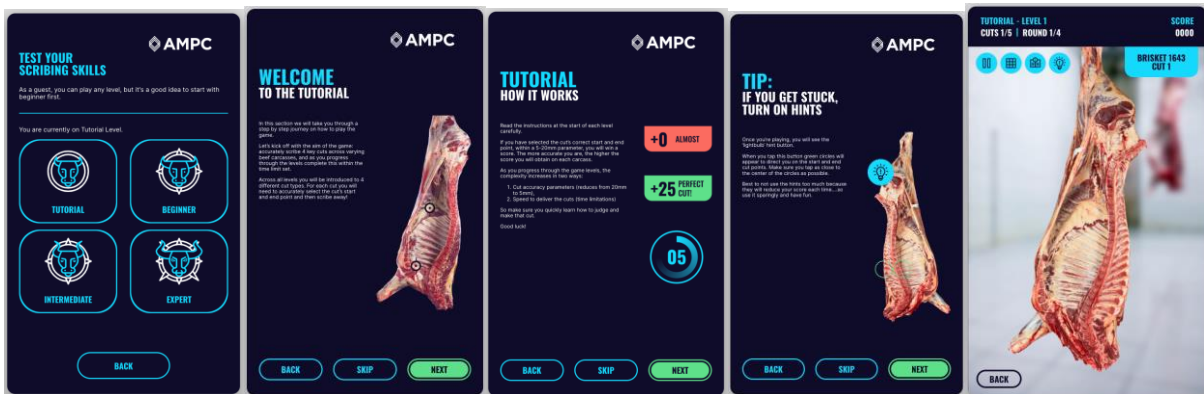 AMPC
TEST YOUR
SCRIBING SKILLS
As a guest, you can play any level, but it's a good idea to start with
beginner first.
You are currently on Tutorial Level.
TUTORIAL
BEGINNER
INTERMEDIATE
EXPERT
BACK
AMPC
WELCOME
TO THE TUTORIAL
In this section we will take you through a
step by step journey on how to play the
game.
Let's kick off with the aim of the game:
accurately scribe 4 key cuts across varying
beef carcasses, and as you progress
through the levels complete this within the
time limit set.
Across all levels you will be introduced to 4
different cut types. For each cut you will
need to accurately select the cut's start
and end point and then scribe away!
BACK
SKIP
NEXT
AMPC
TUTORIAL
HOW IT WORKS
Read the instructions at the start of each level
carefully.
If you have selected the cut's correct start and end
point, within a 5-20mm parameter, you will win a
score. The more accurate you are, the higher the
score you will obtain on each carcass.
As you progress through the game levels, the
complexity increases in two ways:
1. Cut accuracy parameters (reduces from 20mm
to 5mm),
2. Speed to deliver the cuts (time limitations)
So make sure you quickly learn how to judge and
make that cut.
Good luck!
+0 ALMOST
+25 PERFECT
CUT!
05
BACK
SKIP
NEXT
AMPC
TIP:
IF YOU GET STUCK,
TURN ON HINTS
Once you're playing, you will see the
'lightbulb' hint button.
When you tap this button green circles will
appear to direct you on the start and end
cut points. Make sure you tap as close to
the center of the circles as possible.
Best to not use the hints too much because
they will reduce your score each time...so
use it sparingly and have fun.
BACK
SKIP
NEXT
TUTORIAL - LEVEL 1
CUTS 1/5 | ROUND 1/4
SCORE
0000
BRISKET 1643
CUT 1
BACK